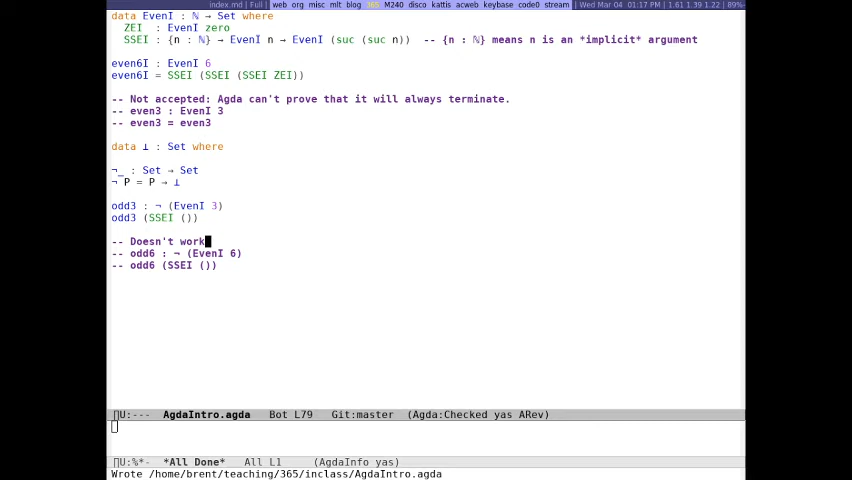 index.md | Full | web org misc mlt blog 365 M240 disco kattis acweb keybase code0 stream | Wed Mar 04 | 01:17 PM | 1.61 1.39 1.22 | 89%
data EvenI : ℕ → Set where
ZEI : EvenI zero
SSEI : {n : ℕ} → EvenI n → EvenI (suc (suc n)) -- {n : ℕ} means n is an *implicit* argument
even6I : EvenI 6
even6I = SSEI (SSEI (SSEI ZEI))
-- Not accepted: Agda can't prove that it will always terminate.
-- even3 : EvenI 3
-- even3 = even3
data ⊥ : Set where
¬_ : Set → Set
¬ P = P → ⊥
odd3 : ¬ (EvenI 3)
odd3 (SSEI ())
-- Doesn't work
-- odd6 : ¬ (EvenI 6)
-- odd6 (SSEI ())
U:--- AgdaIntro.agda Bot L79 Git:master (Agda:Checked yas ARev)
U:%*- *All Done* All L1 (AgdaInfo yas)
Wrote /home/brent/teaching/365/inclass/AgdaIntro.agda